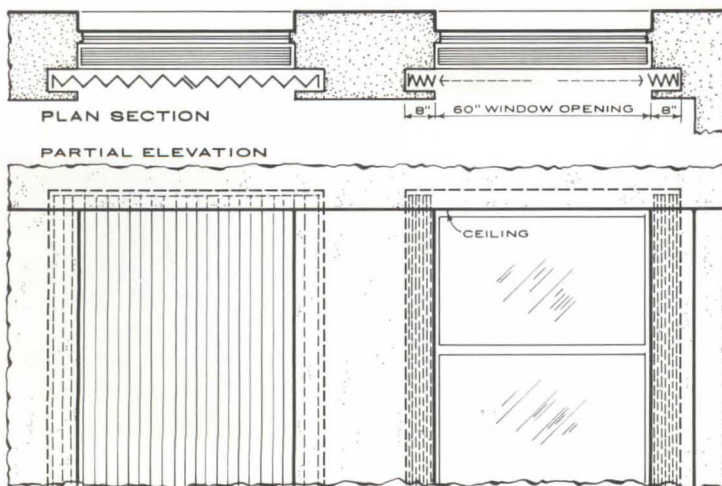 8" 60" WINDOW OPENING 8"
PLAN SECTION
PARTIAL ELEVATION
CEILING